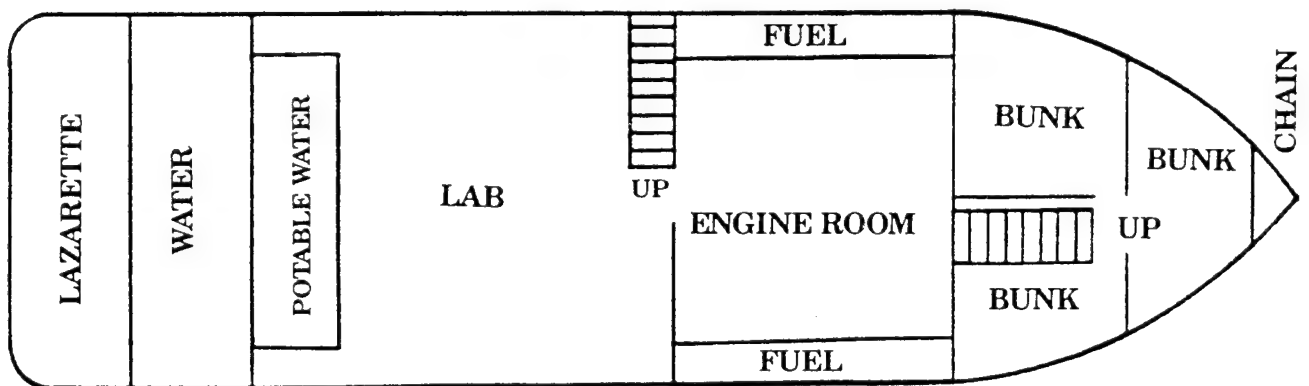 LAZARETTE
WATER
POTABLE WATER
LAB
UP
FUEL
ENGINE ROOM
FUEL
BUNK
BUNK
UP
BUNK
CHAIN